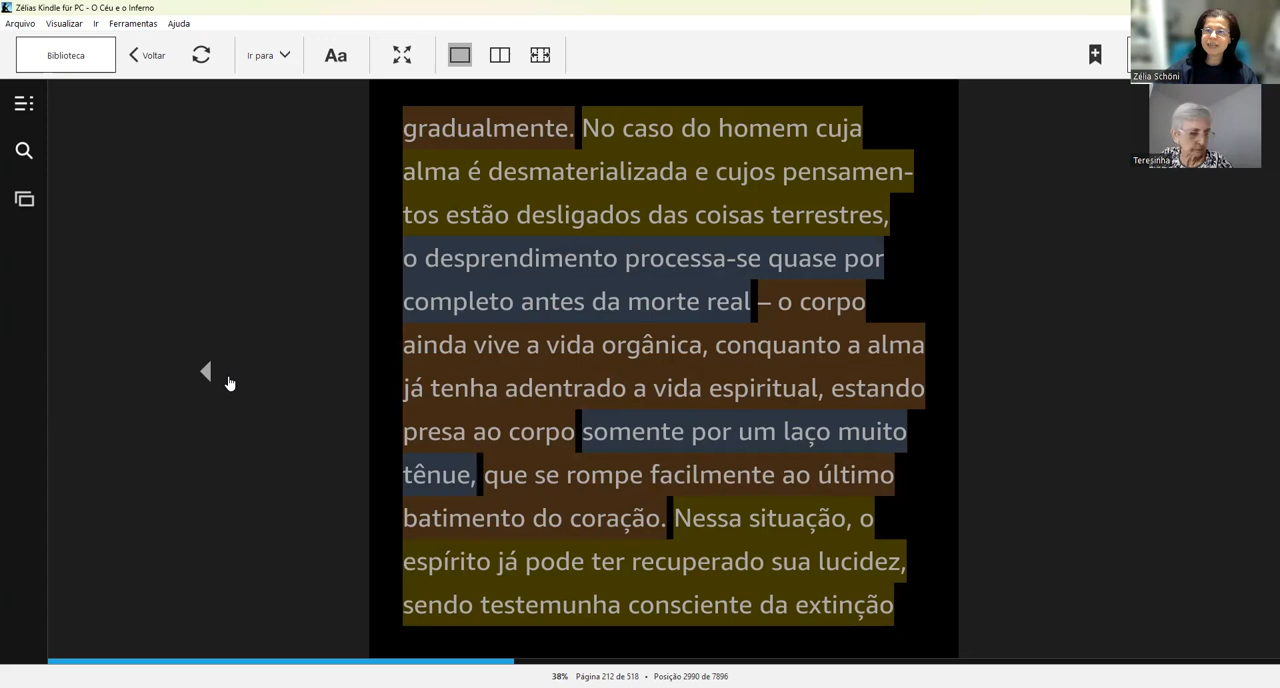 Zélias Kindle für PC - O Céu e o Inferno
Arquivo Visualizar Ir Ferramentas Ajuda
Biblioteca Voltar Ir para Aa
Zélia Schöni
Teresinha
gradualmente. No caso do homem cuja
alma é desmaterializada e cujos pensamen-
tos estão desligados das coisas terrestres,
o desprendimento processa-se quase por
completo antes da morte real – o corpo
ainda vive a vida orgânica, conquanto a alma
já tenha adentrado a vida espiritual, estando
presa ao corpo somente por um laço muito
tênue, que se rompe facilmente ao último
batimento do coração. Nessa situação, o
espírito já pode ter recuperado sua lucidez,
sendo testemunha consciente da extinção
38% Página 212 de 518 • Posição 2990 de 7896